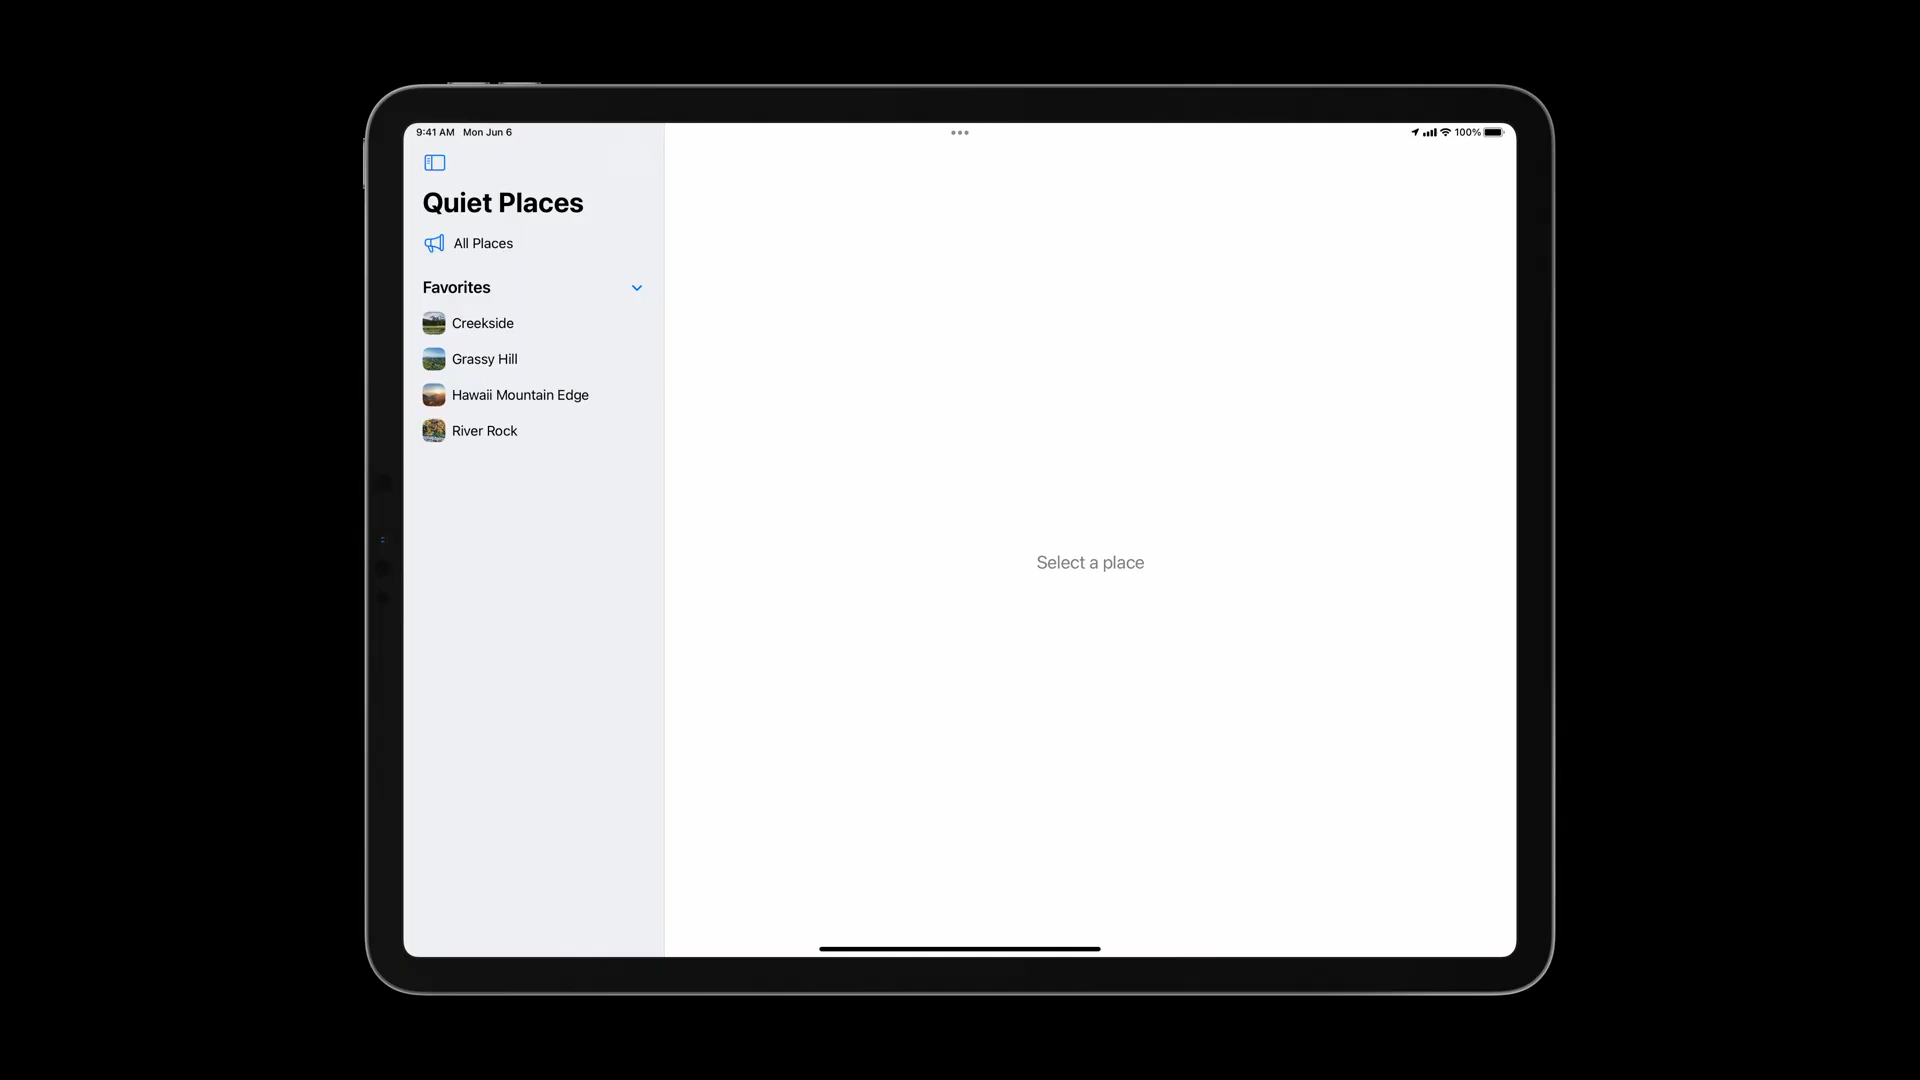 9:41 AM Mon Jun 6
100%
Quiet Places
All Places
Favorites
Creekside
Grassy Hill
Hawaii Mountain Edge
River Rock
Select a place